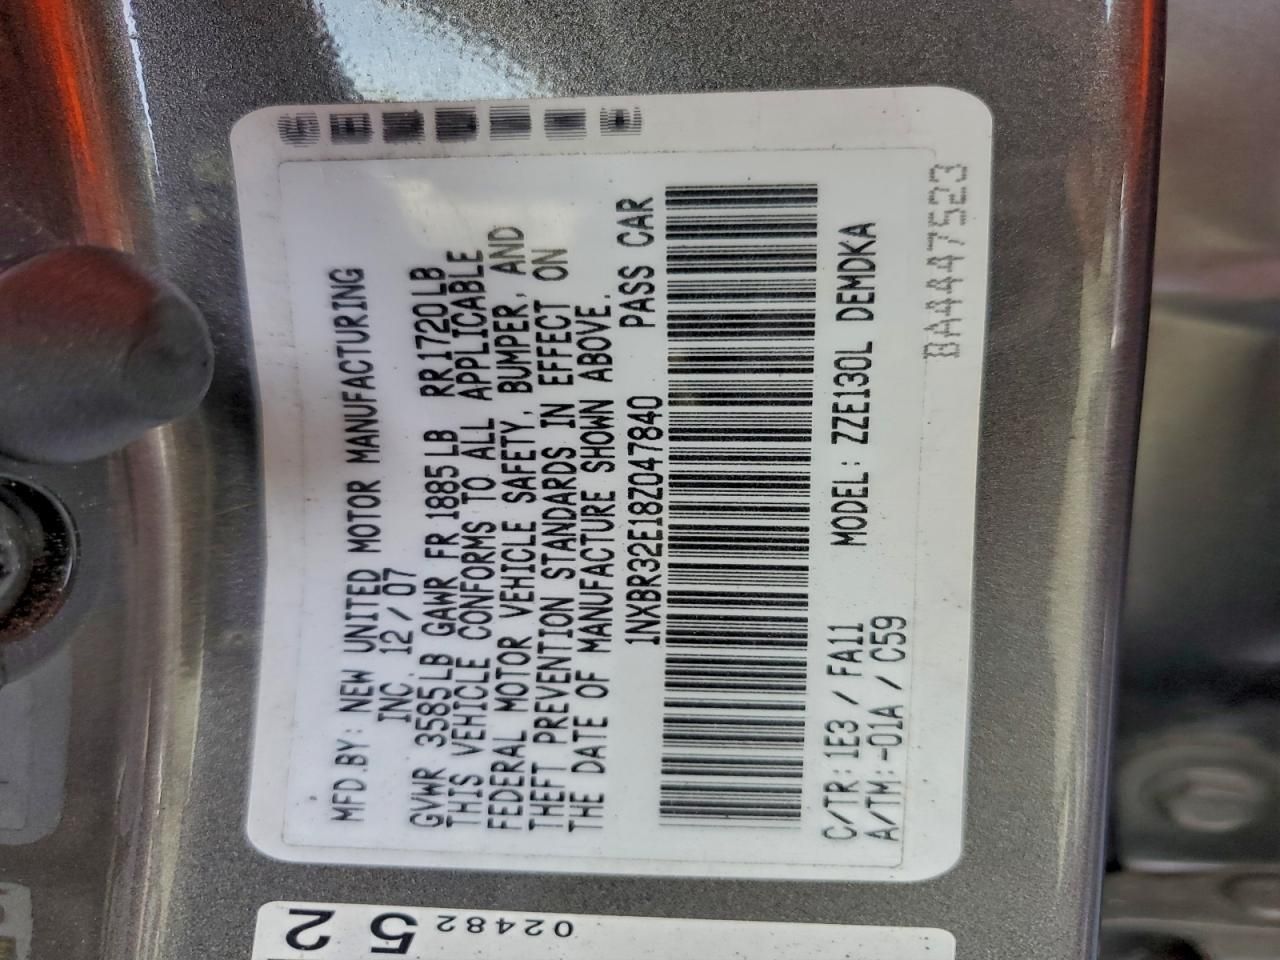 MFD.BY: NEW UNITED MOTOR MANUFACTURING
INC. 12/07
GVWR 3585LB GAWR FR 1885LB RR1720LB
THIS VEHICLE CONFORMS TO ALL APPLICABLE
FEDERAL MOTOR VEHICLE SAFETY, BUMPER, AND
THEFT PREVENTION STANDARDS IN EFFECT ON
THE DATE OF MANUFACTURE SHOWN ABOVE.
1NXBR32E18Z047840 PASS CAR
C/TR:1E3 / FA11 MODEL: ZZE130L DEMDKA
A/TM:-01A / C59
BA4447523
52
02482